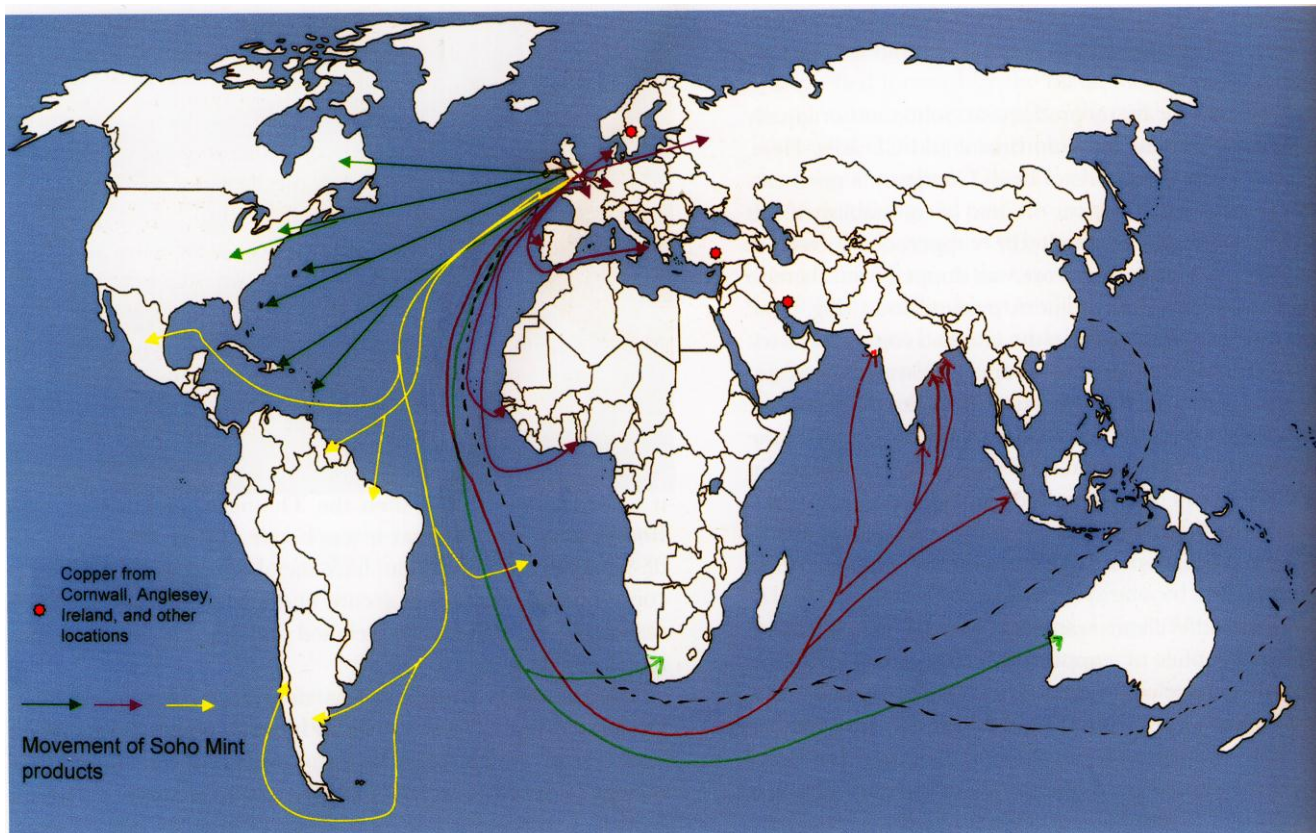 Copper from
Cornwall, Anglesey,
Ireland, and other
locations
Movement of Soho Mint
products